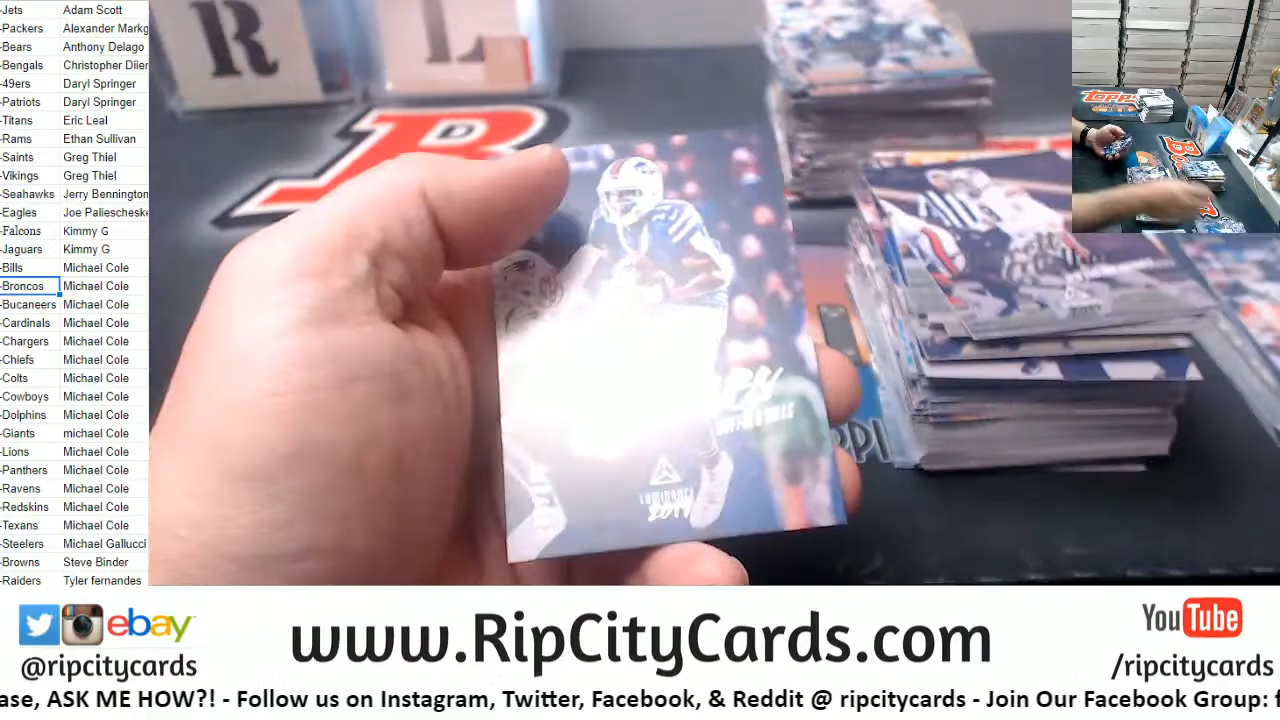 -Jets Adam Scott
-Packers Alexander Markg
-Bears Anthony Delago
-Bengals Christopher Diier
-49ers Daryl Springer
-Patriots Daryl Springer
-Titans Eric Leal
-Rams Ethan Sullivan
-Saints Greg Thiel
-Vikings Greg Thiel
-Seahawks Jerry Bennington
-Eagles Joe Paliescheske
-Falcons Kimmy G
-Jaguars Kimmy G
-Bills Michael Cole
-Broncos Michael Cole
-Bucaneers Michael Cole
-Cardinals Michael Cole
-Chargers Michael Cole
-Chiefs Michael Cole
-Colts Michael Cole
-Cowboys Michael Cole
-Dolphins Michael Cole
-Giants michael Cole
-Lions Michael Cole
-Panthers Michael Cole
-Ravens Michael Cole
-Redskins Michael Cole
-Texans Michael Cole
-Steelers Michael Gallucci
-Browns Steve Binder
-Raiders Tyler fernandes
R L
B
topps
BUFFALO BILLS
LUMINANCE
2019
ebay
@ripcitycards
www.RipCityCards.com
YouTube
/ripcitycards
ase, ASK ME HOW?! - Follow us on Instagram, Twitter, Facebook, & Reddit @ ripcitycards - Join Our Facebook Group: f